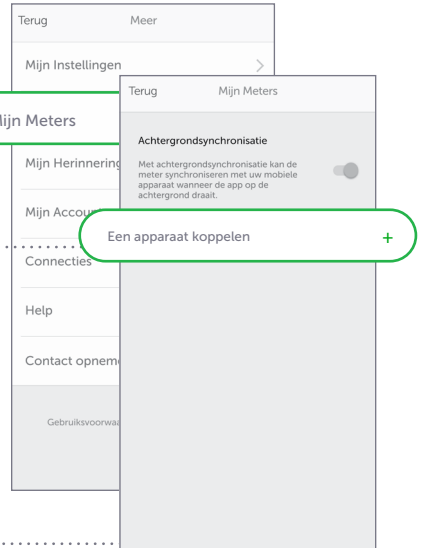 Terug Meer
Mijn Instellingen
Mijn Meters
Mijn Herinnering
Mijn Accou
Connecties
Help
Contact opnem
Gebruiksvoorwaa
Terug Mijn Meters
Achtergrondsynchronisatie
Met achtergrondsynchronisatie kan de
meter synchroniseren met uw mobiele
apparaat wanneer de app op de
achtergrond draait.
Een apparaat koppelen +